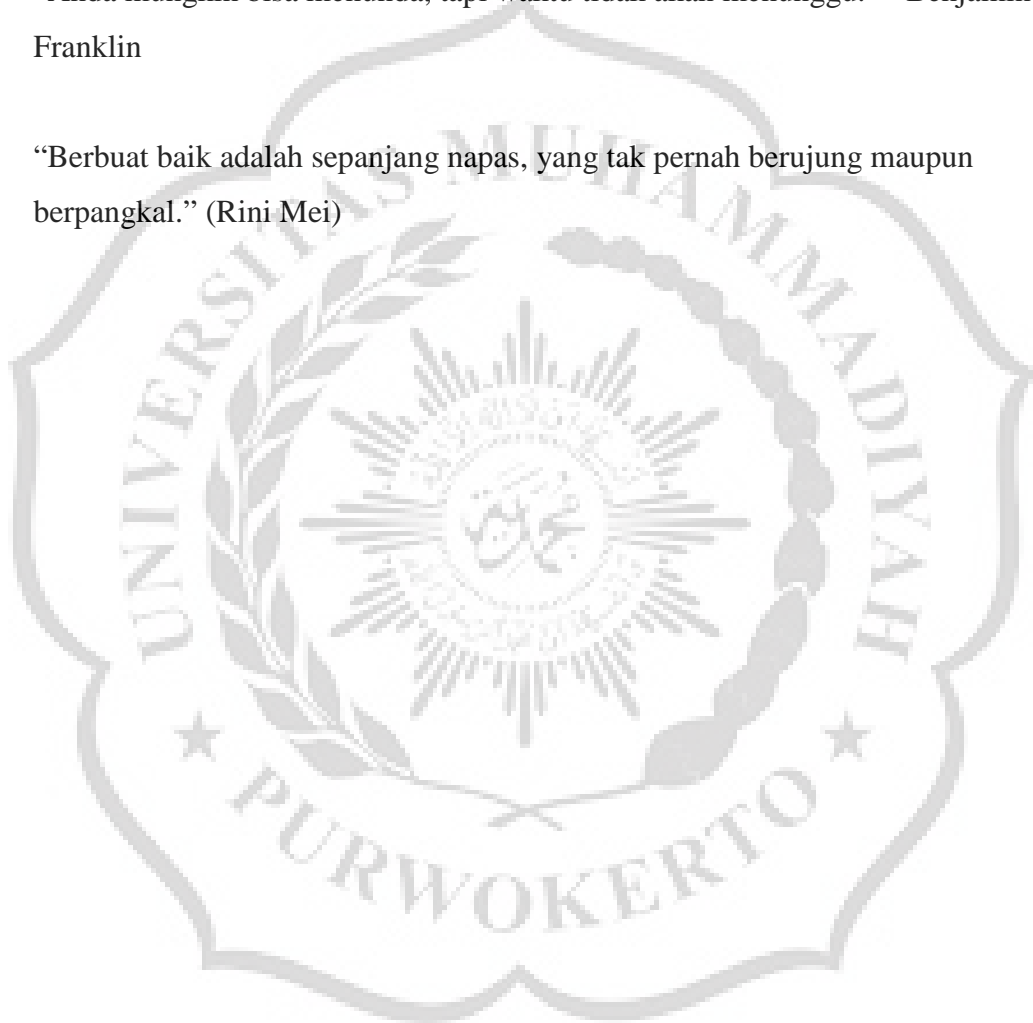 “Anda mungkin bisa menunda, tapi waktu tidak akan menunggu.” Benjamin
Franklin
“Berbuat baik adalah sepanjang napas, yang tak pernah berujung maupun
berpangkal.” (Rini Mei)
UNIVERSITAS MUHAMMADIYAH
PURWOKERTO